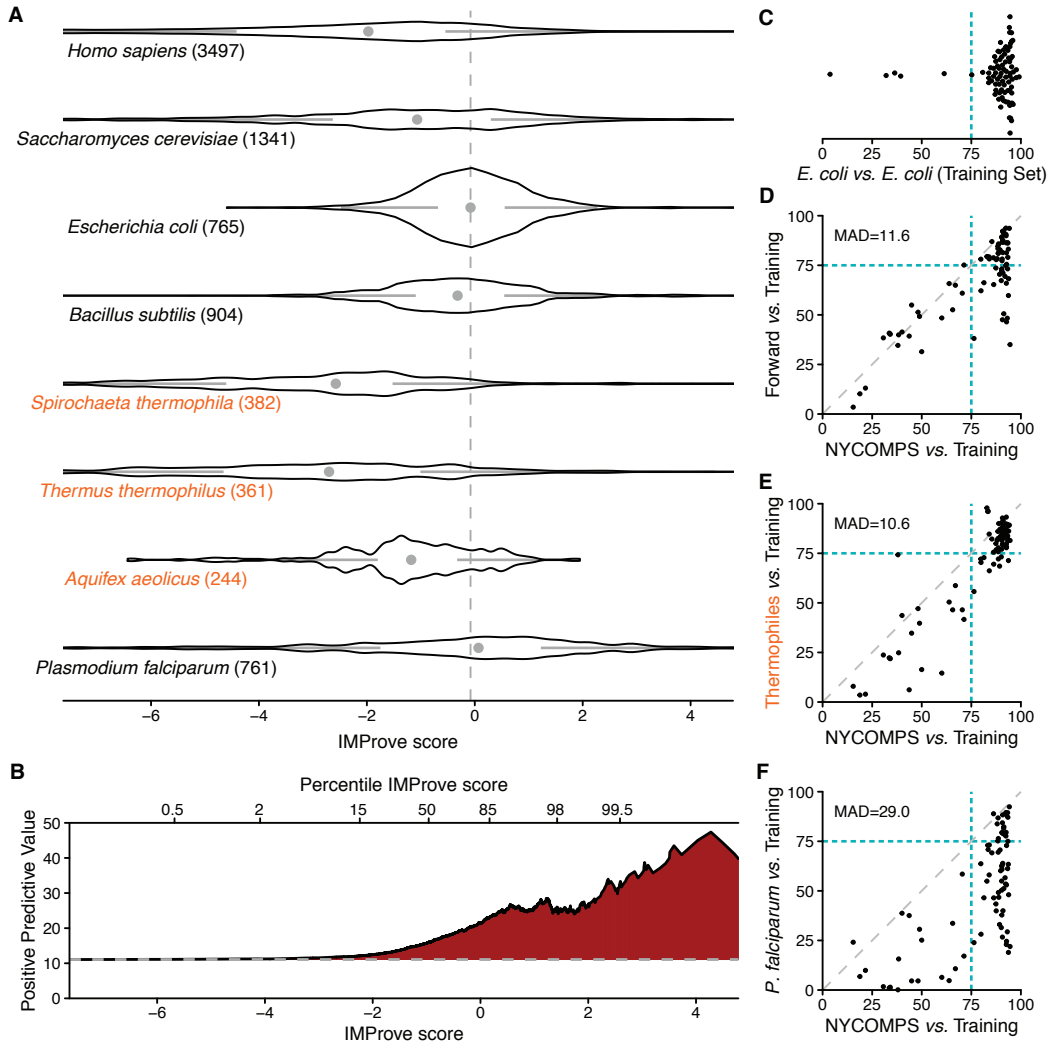 A
Homo sapiens (3497)
Saccharomyces cerevisiae (1341)
Escherichia coli (765)
Bacillus subtilis (904)
Spirochaeta thermophila (382)
Thermus thermophilus (361)
Aquifex aeolicus (244)
Plasmodium falciparum (761)
−6 −4 −2 0 2 4
IMProve score
B
Percentile IMProve score
0.5 2 15 50 85 98 99.5
Positive Predictive Value
50
40
30
20
10
0
−6 −4 −2 0 2 4
IMProve score
C
0 25 50 75 100
E. coli vs. E. coli (Training Set)
D
MAD=11.6
Forward vs. Training
100
75
50
25
0
0 25 50 75 100
NYCOMPS vs. Training
E
MAD=10.6
Thermophiles vs. Training
100
75
50
25
0
0 25 50 75 100
NYCOMPS vs. Training
F
MAD=29.0
P. falciparum vs. Training
100
75
50
25
0
0 25 50 75 100
NYCOMPS vs. Training